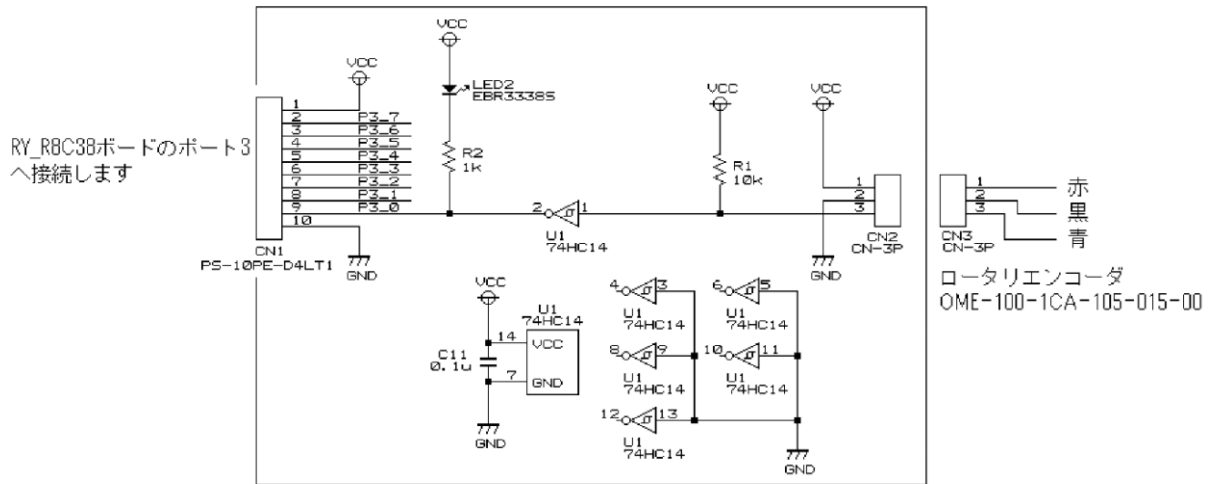 RY_R8C38ボードのポート3
へ接続します
VCC
1
2 P3_7
3 P3_6
4 P3_5
5 P3_4
6 P3_3
7 P3_2
8 P3_1
9 P3_0
10
CN1
PS-10PE-D4LT1
GND
VCC
LED2
EBR3338S
R2
1k
2 1
U1
74HC14
VCC
R1
10k
VCC
1
2
3
CN2
CN-3P
GND
1 赤
2 黒
3 青
CN3
CN-3P
ロータリエンコーダ
OME-100-1CA-105-015-00
VCC
U1
74HC14
14 VCC
C11
0.1u
7 GND
GND
4 3
U1
74HC14
6 5
U1
74HC14
8 9
U1
74HC14
10 11
U1
74HC14
12 13
U1
74HC14
GND